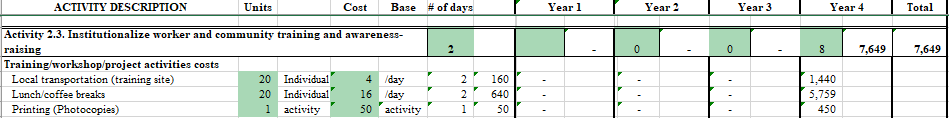 ACTIVITY DESCRIPTION Units Cost Base # of days Year 1 Year 2 Year 3 Year 4 Total
Activity 2.3. Institutionalize worker and community training and awareness-
raising 2 - 0 - 0 - 8 7,649 7,649
Training/workshop/project activities costs
Local transportation (training site) 20 Individual 4 /day 2 160 - - - 1,440
Lunch/coffee breaks 20 Individual 16 /day 2 640 - - - 5,759
Printing (Photocopies) 1 activity 50 activity 1 50 - - - 450